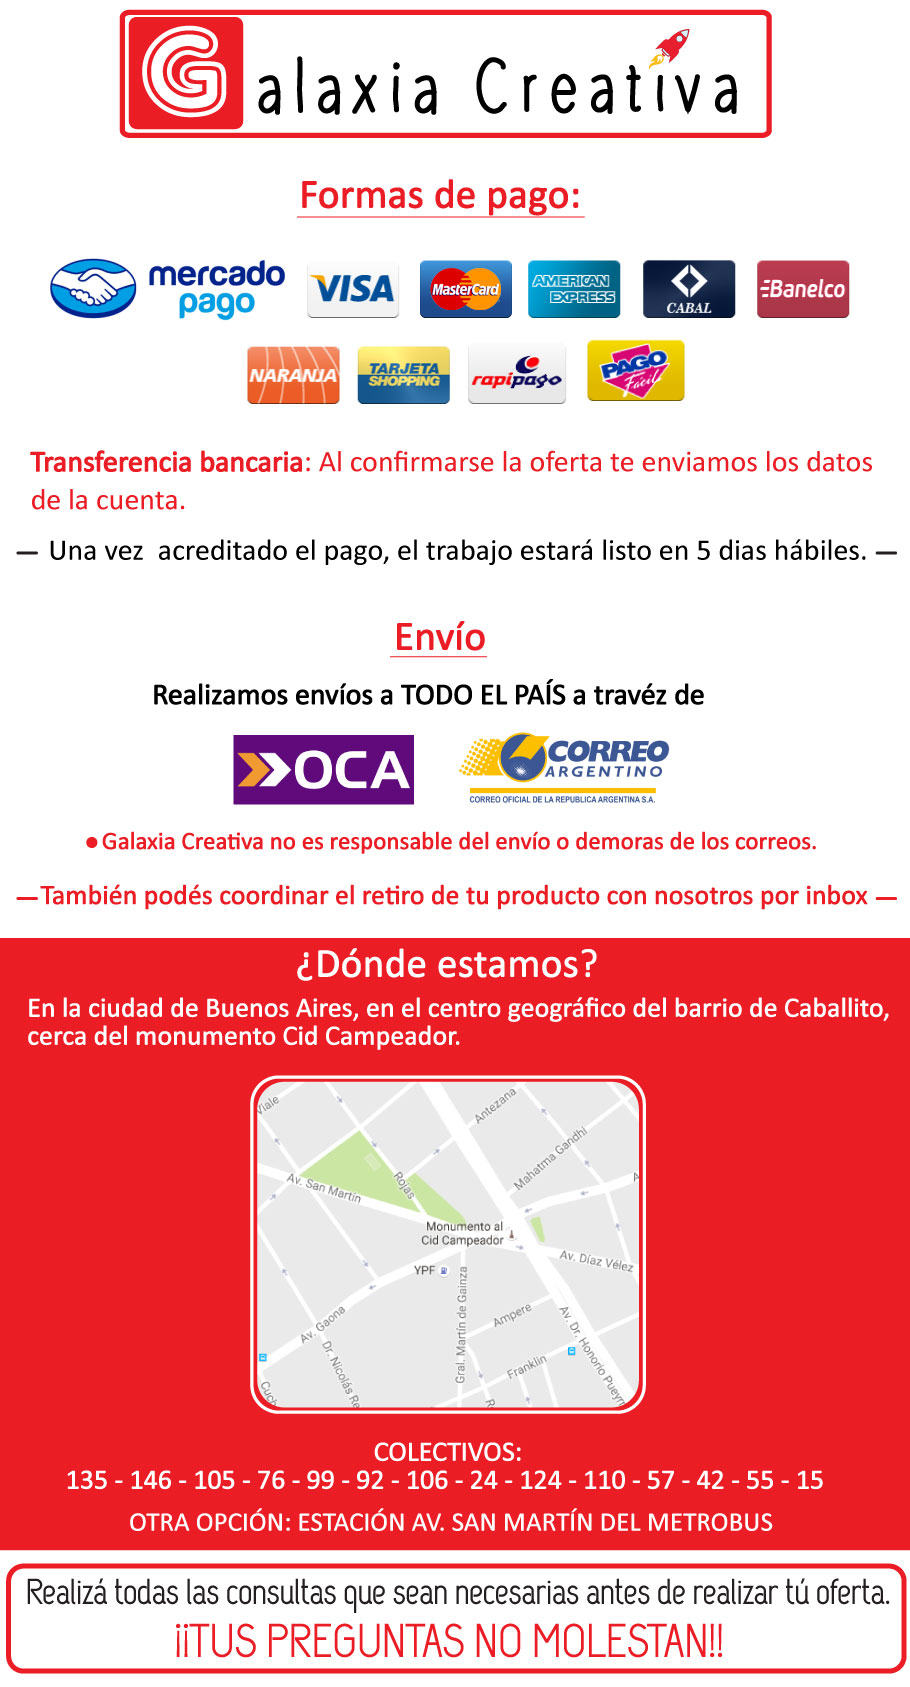 Galaxia Creativa
Formas de pago:
mercado
pago
VISA
MasterCard
AMERICAN
EXPRESS
CABAL
Banelco
NARANJA
TARJETA
SHOPPING
rapipago
PAGO
Fácil
Transferencia bancaria: Al confirmarse la oferta te enviamos los datos
de la cuenta.
— Una vez  acreditado el pago, el trabajo estará listo en 5 dias hábiles. —
Envío
Realizamos envíos a TODO EL PAÍS a travéz de
OCA
CORREO
ARGENTINO
CORREO OFICIAL DE LA REPUBLICA ARGENTINA S.A.
● Galaxia Creativa no es responsable del envío o demoras de los correos.
—También podés coordinar el retiro de tu producto con nosotros por inbox —
¿Dónde estamos?
En la ciudad de Buenos Aires, en el centro geográfico del barrio de Caballito,
cerca del monumento Cid Campeador.
Viale
Antezana
Mahatma Gandhi
Rojas
Av. San Martín
Monumento al
Cid Campeador
Av. Díaz Vélez
YPF
Gral. Martín de Gainza
Ampere
Av. Gaona
Dr. Nicolás Re
Av. Dr. Honorio Pueyrr
Franklin
Cuch
COLECTIVOS:
135 - 146 - 105 - 76 - 99 - 92 - 106 - 24 - 124 - 110 - 57 - 42 - 55 - 15
OTRA OPCIÓN: ESTACIÓN AV. SAN MARTÍN DEL METROBUS
Realizá todas las consultas que sean necesarias antes de realizar tú oferta.
¡¡TUS PREGUNTAS NO MOLESTAN!!